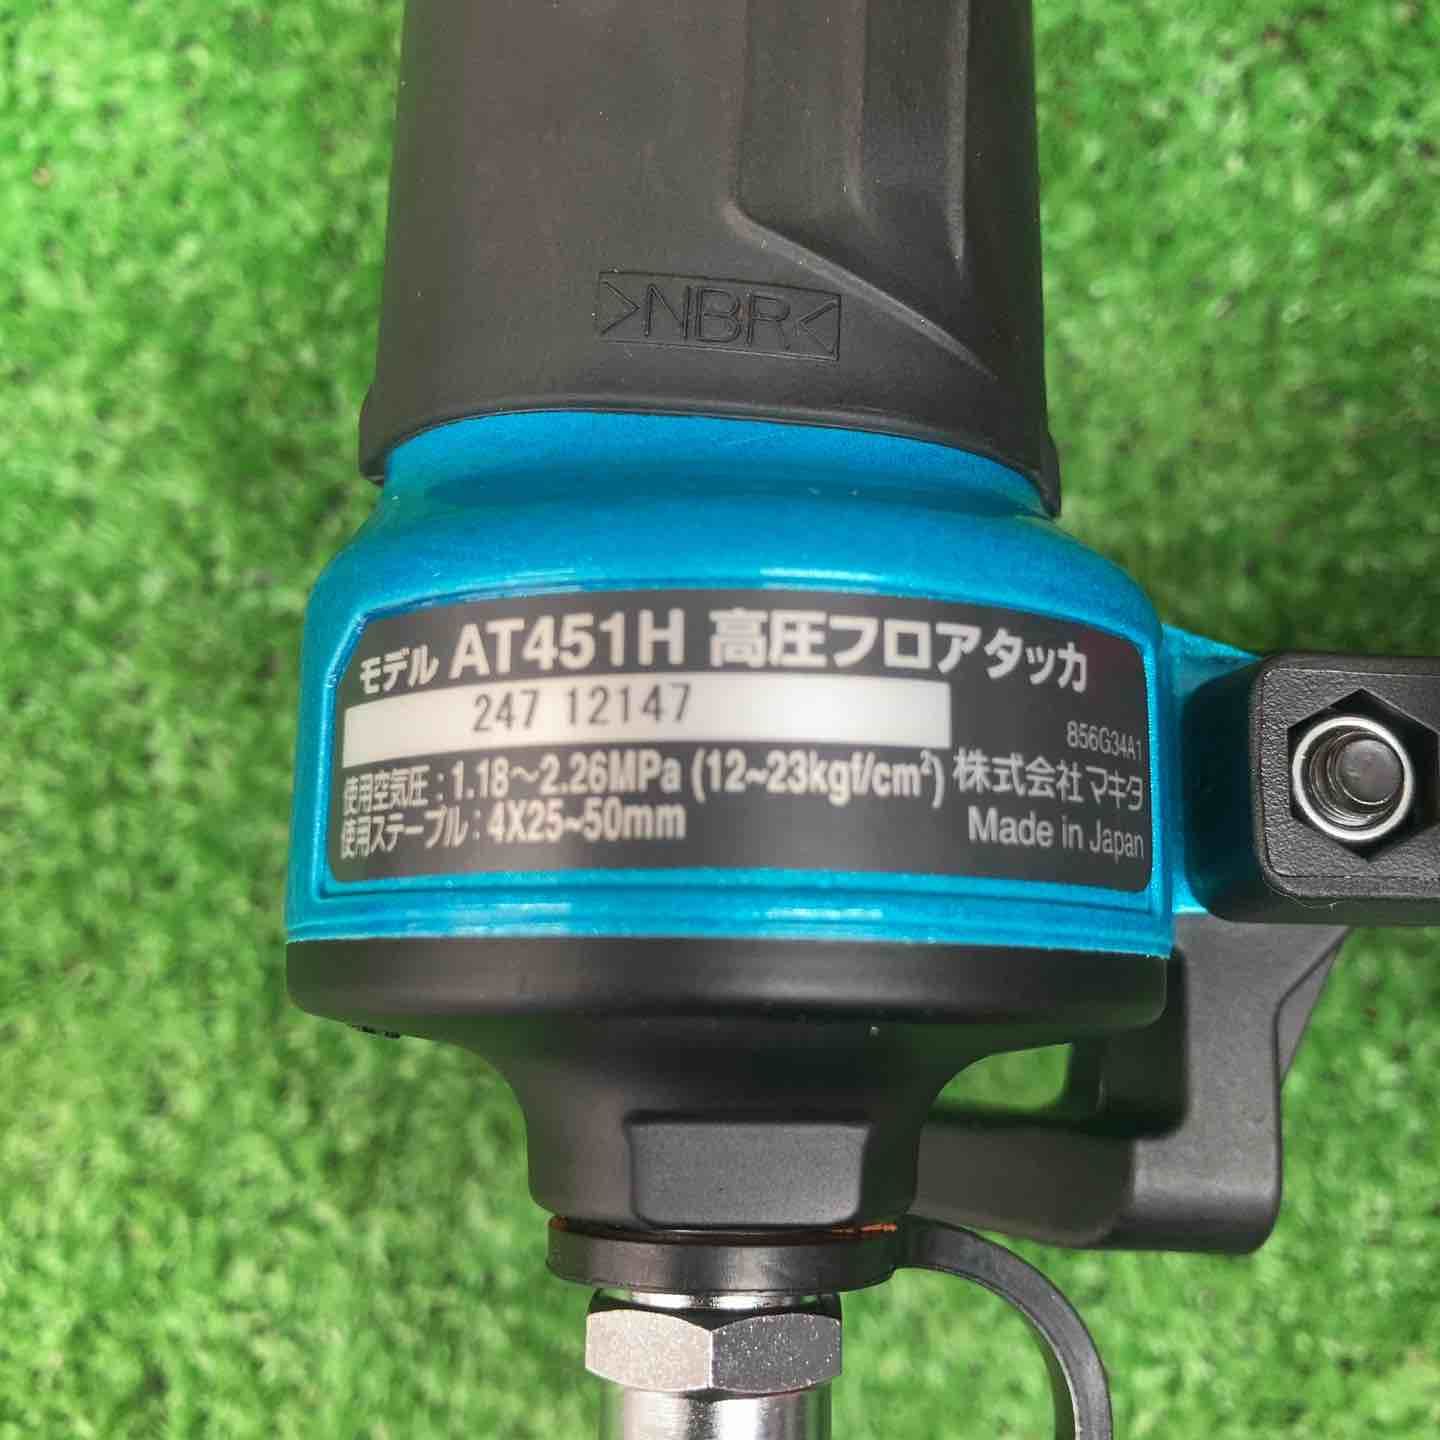 >NBR<
モデル AT451H 高圧フロアタッカ
247 12147
856G34A1
使用空気圧：1.18～2.26MPa (12~23kgf/cm²) 株式会社マキタ
使用ステープル：4X25~50mm Made in Japan